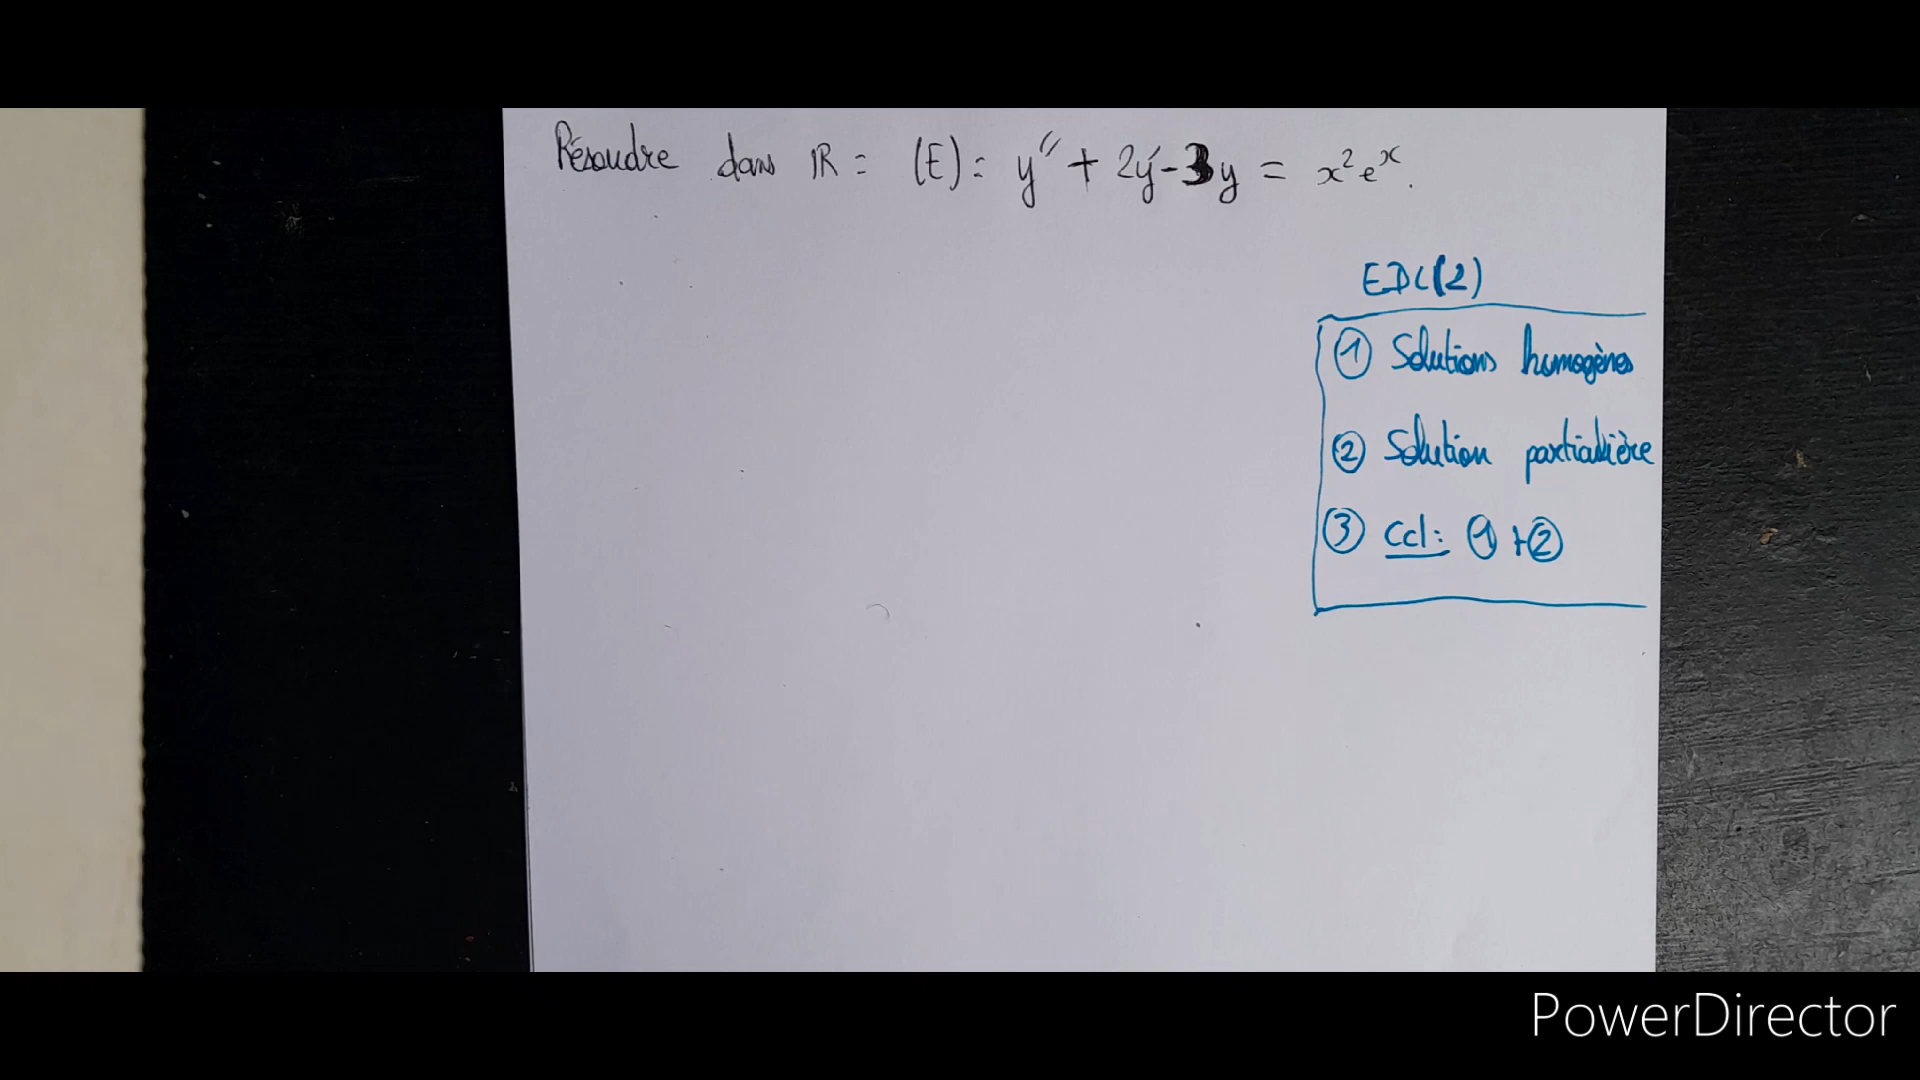 Résoudre dans ℝ : (E) : y'' + 2y' - 3y = x²eˣ.
EDL(2)
① Solutions homogènes
② Solution particulière
③ Ccl : ① + ②
PowerDirector